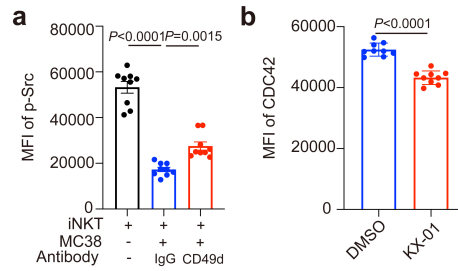 a
P<0.0001 P=0.0015
MFI of p-Src
80000
60000
40000
20000
0
iNKT + + +
MC38 - + +
Antibody - IgG CD49d
b
P<0.0001
MFI of CDC42
60000
40000
20000
0
DMSO
KX-01